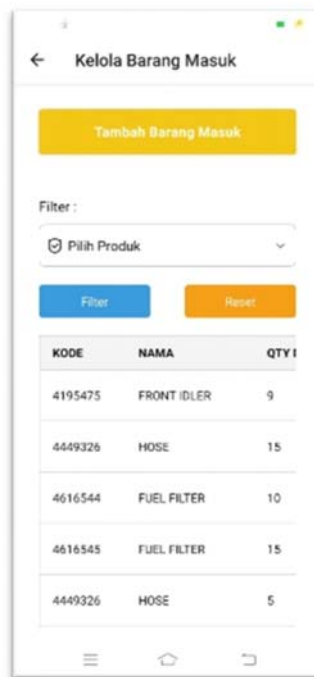 Kelola Barang Masuk
Tambah Barang Masuk
Filter :
Pilih Produk
Filter Reset
KODE NAMA QTY
4195475 FRONT IDLER 9
4449326 HOSE 15
4616544 FUEL FILTER 10
4616545 FUEL FILTER 15
4449326 HOSE 5